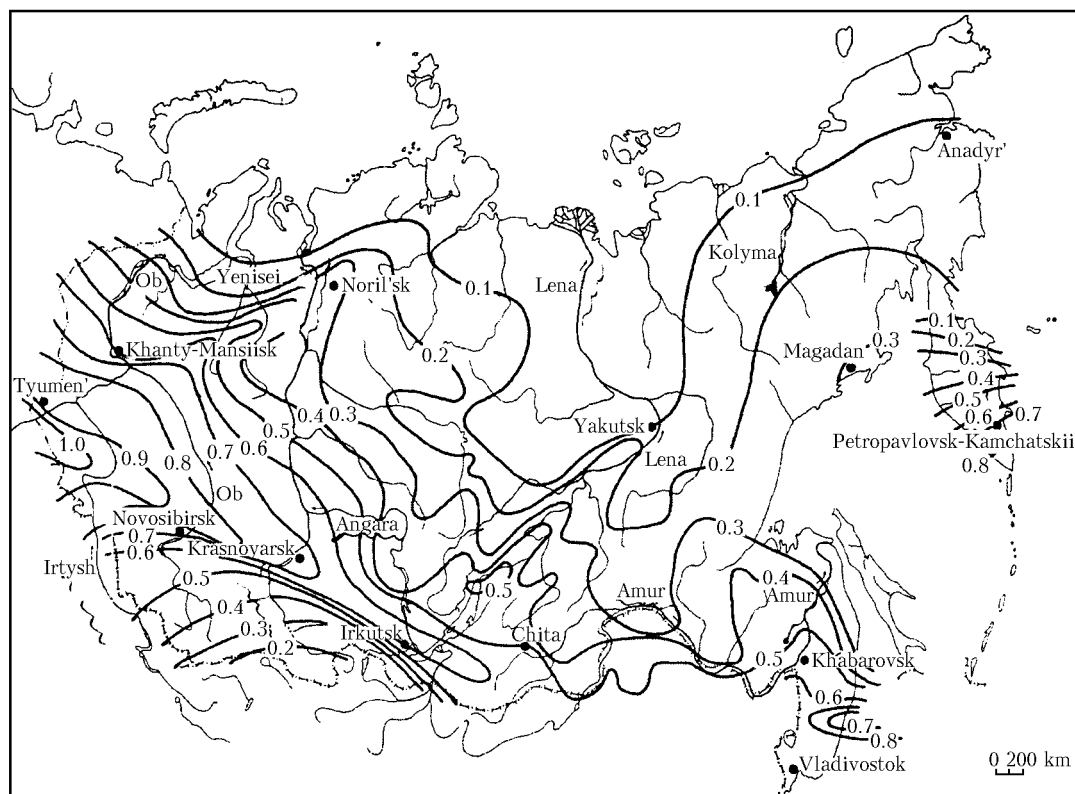 Anadyr'
0.1
Kolyma
Ob
Yenisei
Noril'sk
0.1
Lena
0.1
0.2
0.3
0.4
0.5
0.6
0.7
0.3
Magadan
Khanty-Mansiisk
0.2
Tyumen'
0.4
0.3
0.5
0.6
0.7
0.8
0.9
1.0
Yakutsk
Lena
0.2
Petropavlovsk-Kamchatskii
0.8
Ob
Novosibirsk
0.7
0.6
Angara
0.3
Krasnoyarsk
Irtysh
0.5
0.5
Amur
0.4
Amur
0.4
0.3
0.2
Irkutsk
Chita
0.5
Khabarovsk
0.6
0.7
0.8
Vladivostok
0 200 km